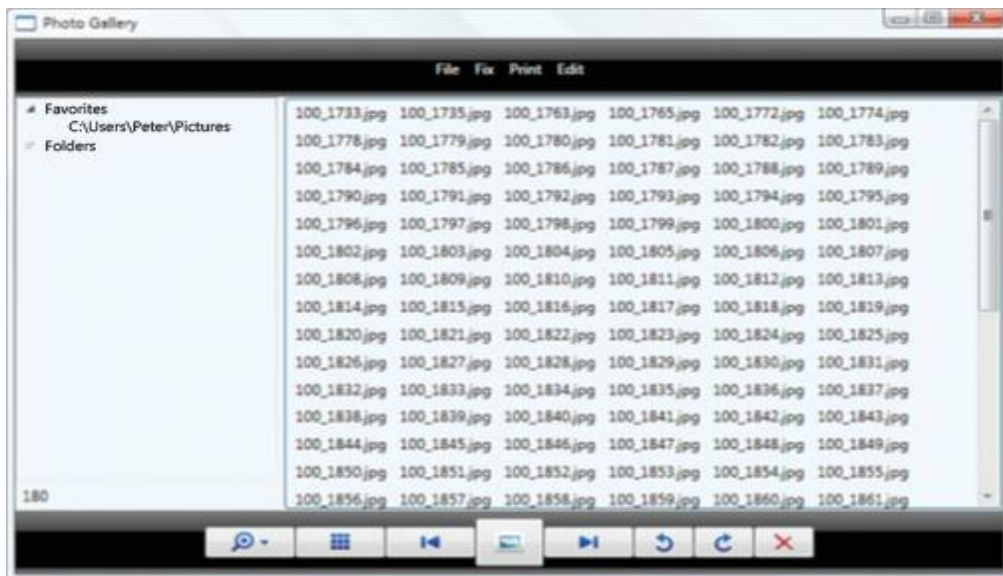 Photo Gallery
File Fix Print Edit
Favorites
C:\Users\Peter\Pictures
Folders
100_1733.jpg 100_1735.jpg 100_1763.jpg 100_1765.jpg 100_1772.jpg 100_1774.jpg
100_1778.jpg 100_1779.jpg 100_1780.jpg 100_1781.jpg 100_1782.jpg 100_1783.jpg
100_1784.jpg 100_1785.jpg 100_1786.jpg 100_1787.jpg 100_1788.jpg 100_1789.jpg
100_1790.jpg 100_1791.jpg 100_1792.jpg 100_1793.jpg 100_1794.jpg 100_1795.jpg
100_1796.jpg 100_1797.jpg 100_1798.jpg 100_1799.jpg 100_1800.jpg 100_1801.jpg
100_1802.jpg 100_1803.jpg 100_1804.jpg 100_1805.jpg 100_1806.jpg 100_1807.jpg
100_1808.jpg 100_1809.jpg 100_1810.jpg 100_1811.jpg 100_1812.jpg 100_1813.jpg
100_1814.jpg 100_1815.jpg 100_1816.jpg 100_1817.jpg 100_1818.jpg 100_1819.jpg
100_1820.jpg 100_1821.jpg 100_1822.jpg 100_1823.jpg 100_1824.jpg 100_1825.jpg
100_1826.jpg 100_1827.jpg 100_1828.jpg 100_1829.jpg 100_1830.jpg 100_1831.jpg
100_1832.jpg 100_1833.jpg 100_1834.jpg 100_1835.jpg 100_1836.jpg 100_1837.jpg
100_1838.jpg 100_1839.jpg 100_1840.jpg 100_1841.jpg 100_1842.jpg 100_1843.jpg
100_1844.jpg 100_1845.jpg 100_1846.jpg 100_1847.jpg 100_1848.jpg 100_1849.jpg
100_1850.jpg 100_1851.jpg 100_1852.jpg 100_1853.jpg 100_1854.jpg 100_1855.jpg
100_1856.jpg 100_1857.jpg 100_1858.jpg 100_1859.jpg 100_1860.jpg 100_1861.jpg
180